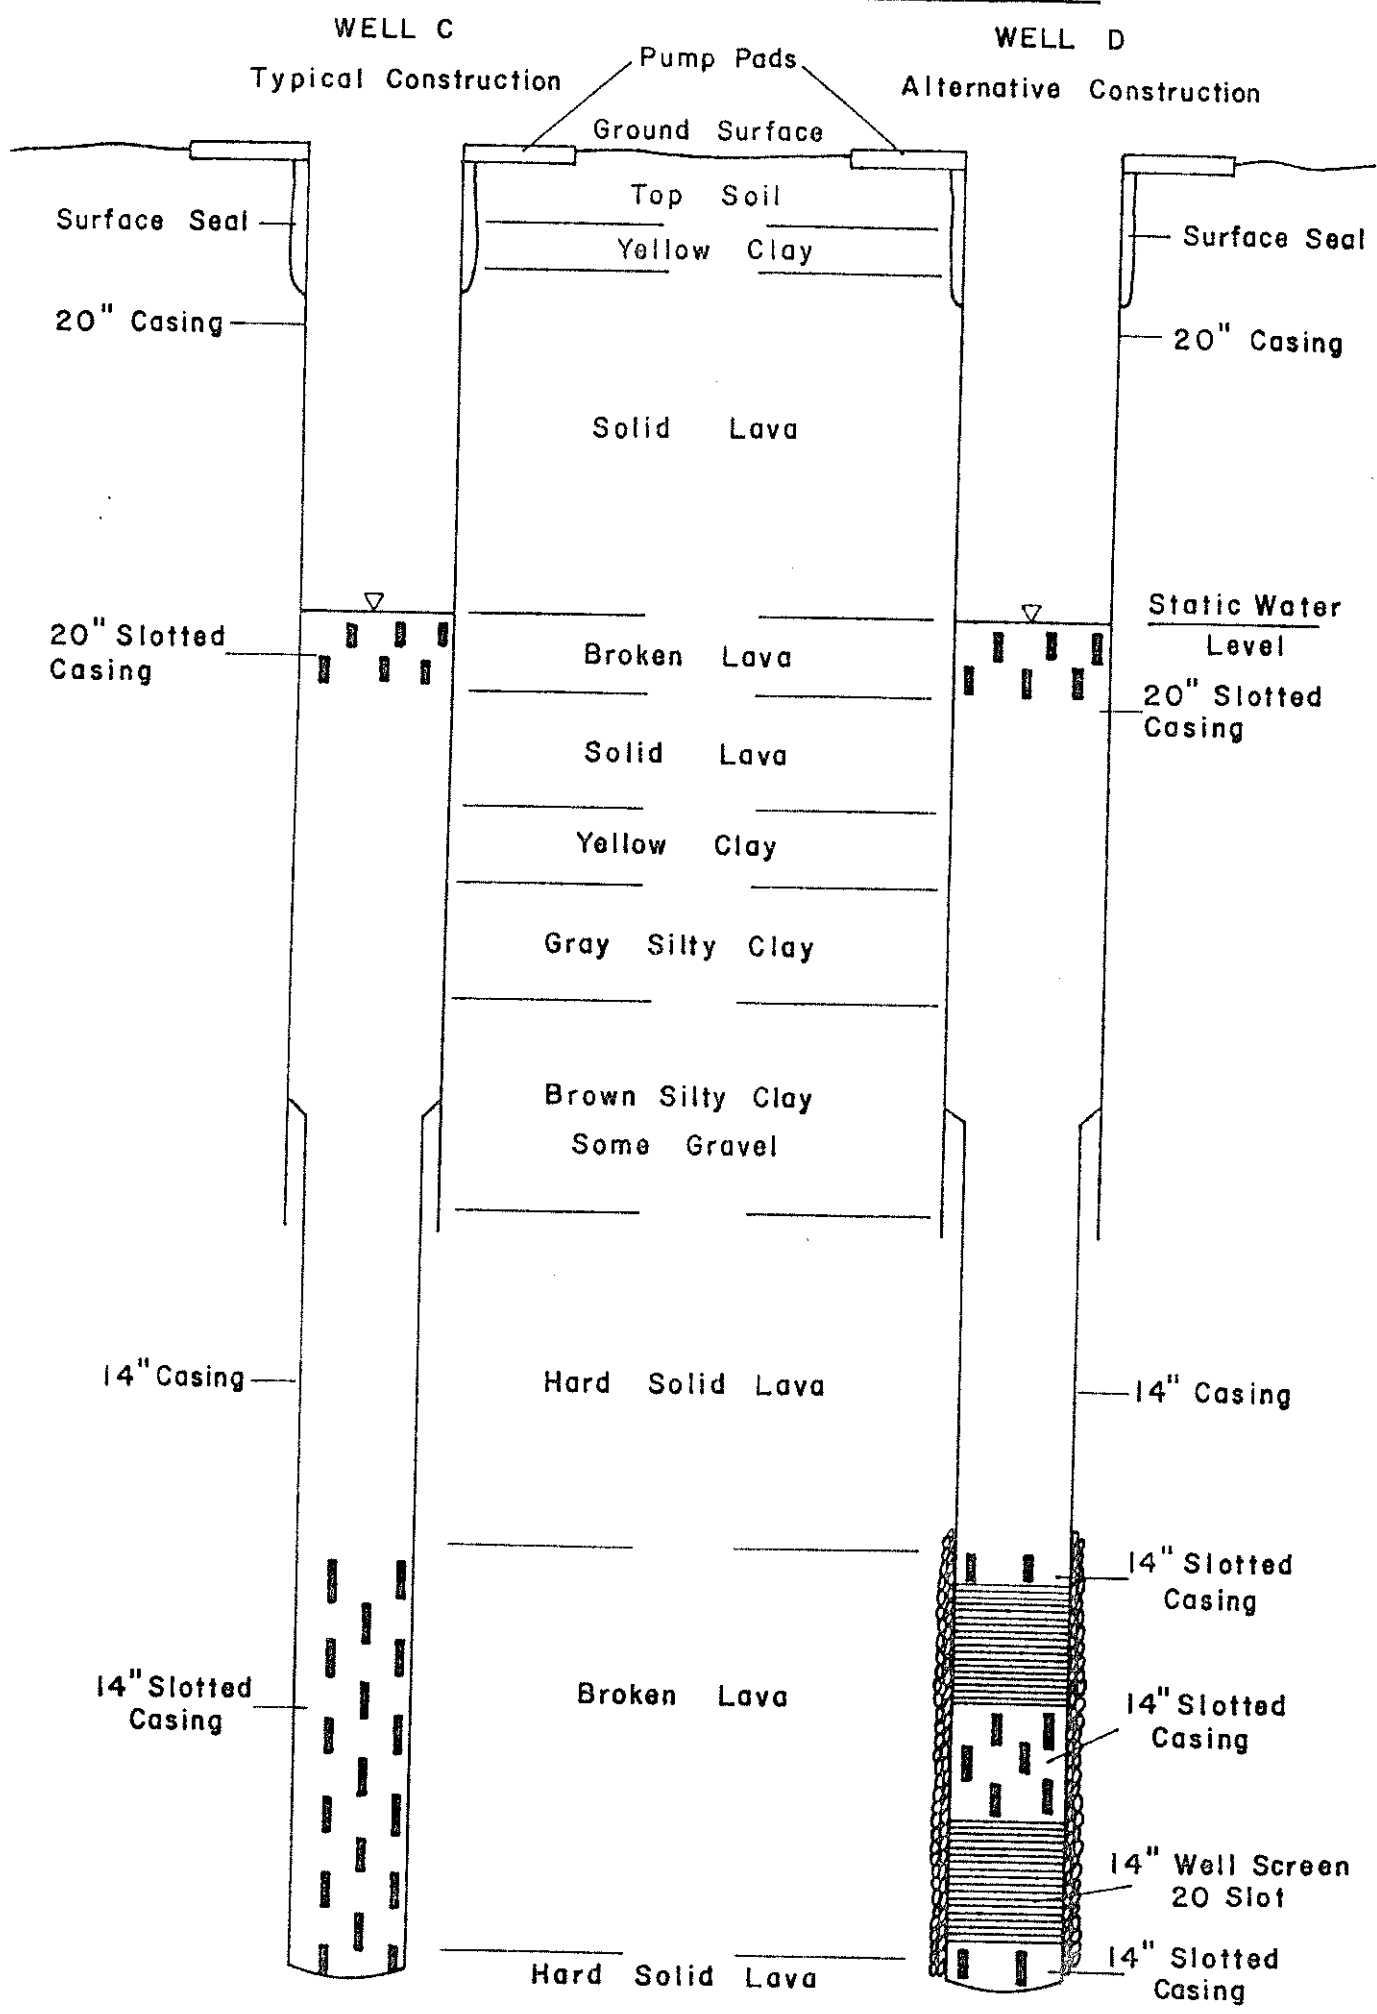 WELL C
Typical Construction
Pump Pads
WELL D
Alternative Construction
Ground Surface
Top Soil
Surface Seal
Surface Seal
Yellow Clay
20" Casing
20" Casing
Solid Lava
Static Water
Level
20" Slotted
Casing
Broken Lava
20" Slotted
Casing
Solid Lava
Yellow Clay
Gray Silty Clay
Brown Silty Clay
Some Gravel
14" Casing
Hard Solid Lava
14" Casing
14" Slotted
Casing
14" Slotted
Casing
Broken Lava
14" Slotted
Casing
14" Well Screen
20 Slot
Hard Solid Lava
14" Slotted
Casing